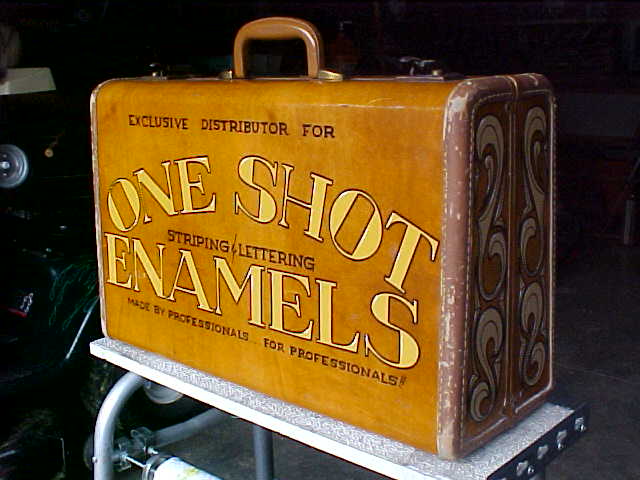 EXCLUSIVE DISTRIBUTOR FOR
ONE SHOT
STRIPING & LETTERING
ENAMELS
MADE BY PROFESSIONALS... FOR PROFESSIONALS!!